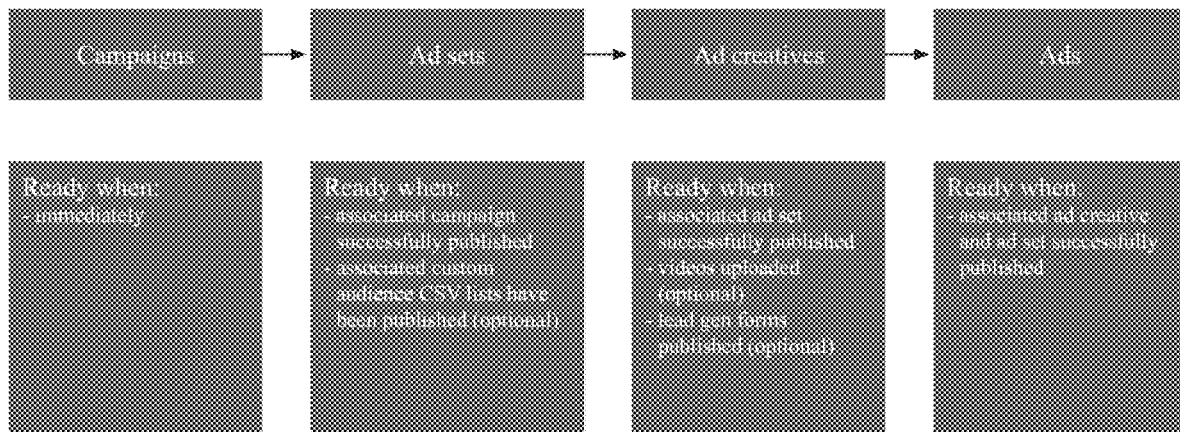 Campaigns
Ad sets
Ad creatives
Ads
Ready when:
- immediately
Ready when:
- associated campaign
successfully published
- associated custom
audience CSV lists have
been published (optional)
Ready when:
- associated ad set
successfully published
- videos uploaded
(optional)
- lead gen forms
published (optional)
Ready when
- associated ad creative
and ad set successfully
published